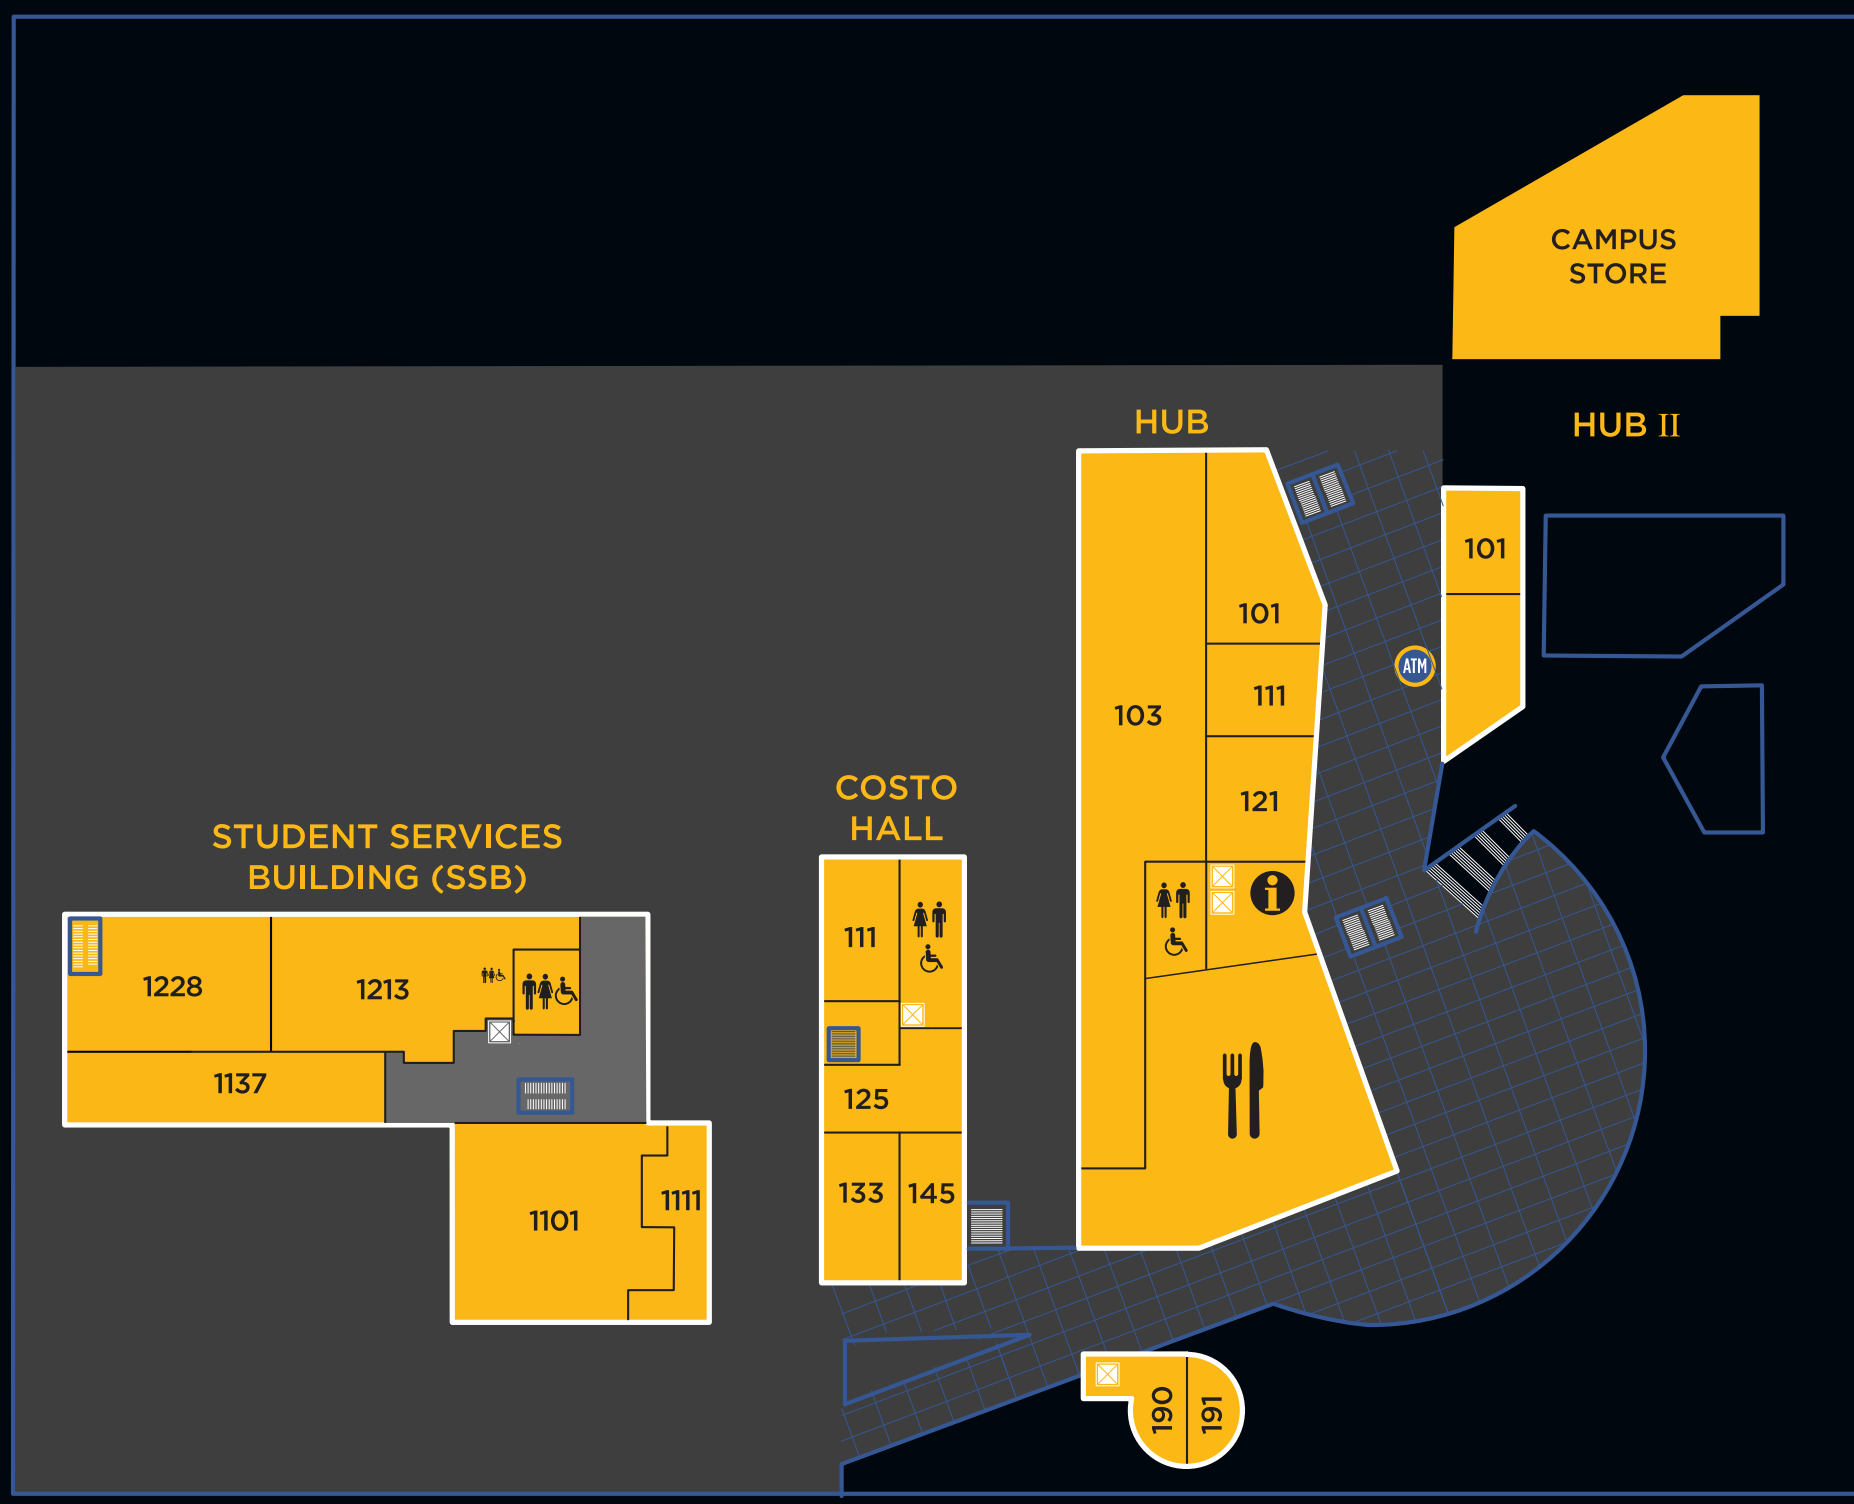 CAMPUS
STORE
HUB
HUB II
101
101
ATM
111
103
COSTO
HALL
121
STUDENT SERVICES
BUILDING (SSB)
i
111
1228
1213
1137
125
133
145
1111
1101
190
191